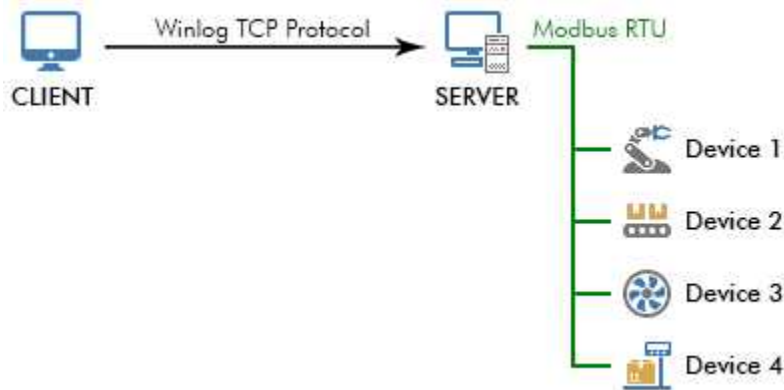 Winlog TCP Protocol
Modbus RTU
CLIENT
SERVER
Device 1
Device 2
Device 3
Device 4